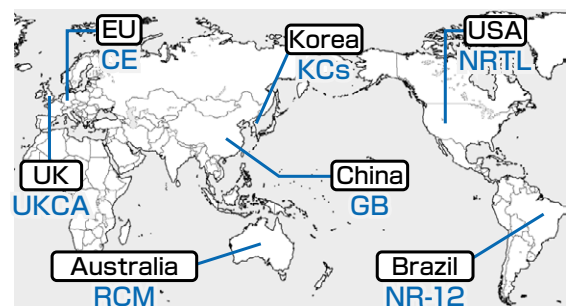 EU
CE
Korea
KCs
USA
NRTL
UK
UKCA
China
GB
Australia
RCM
Brazil
NR-12